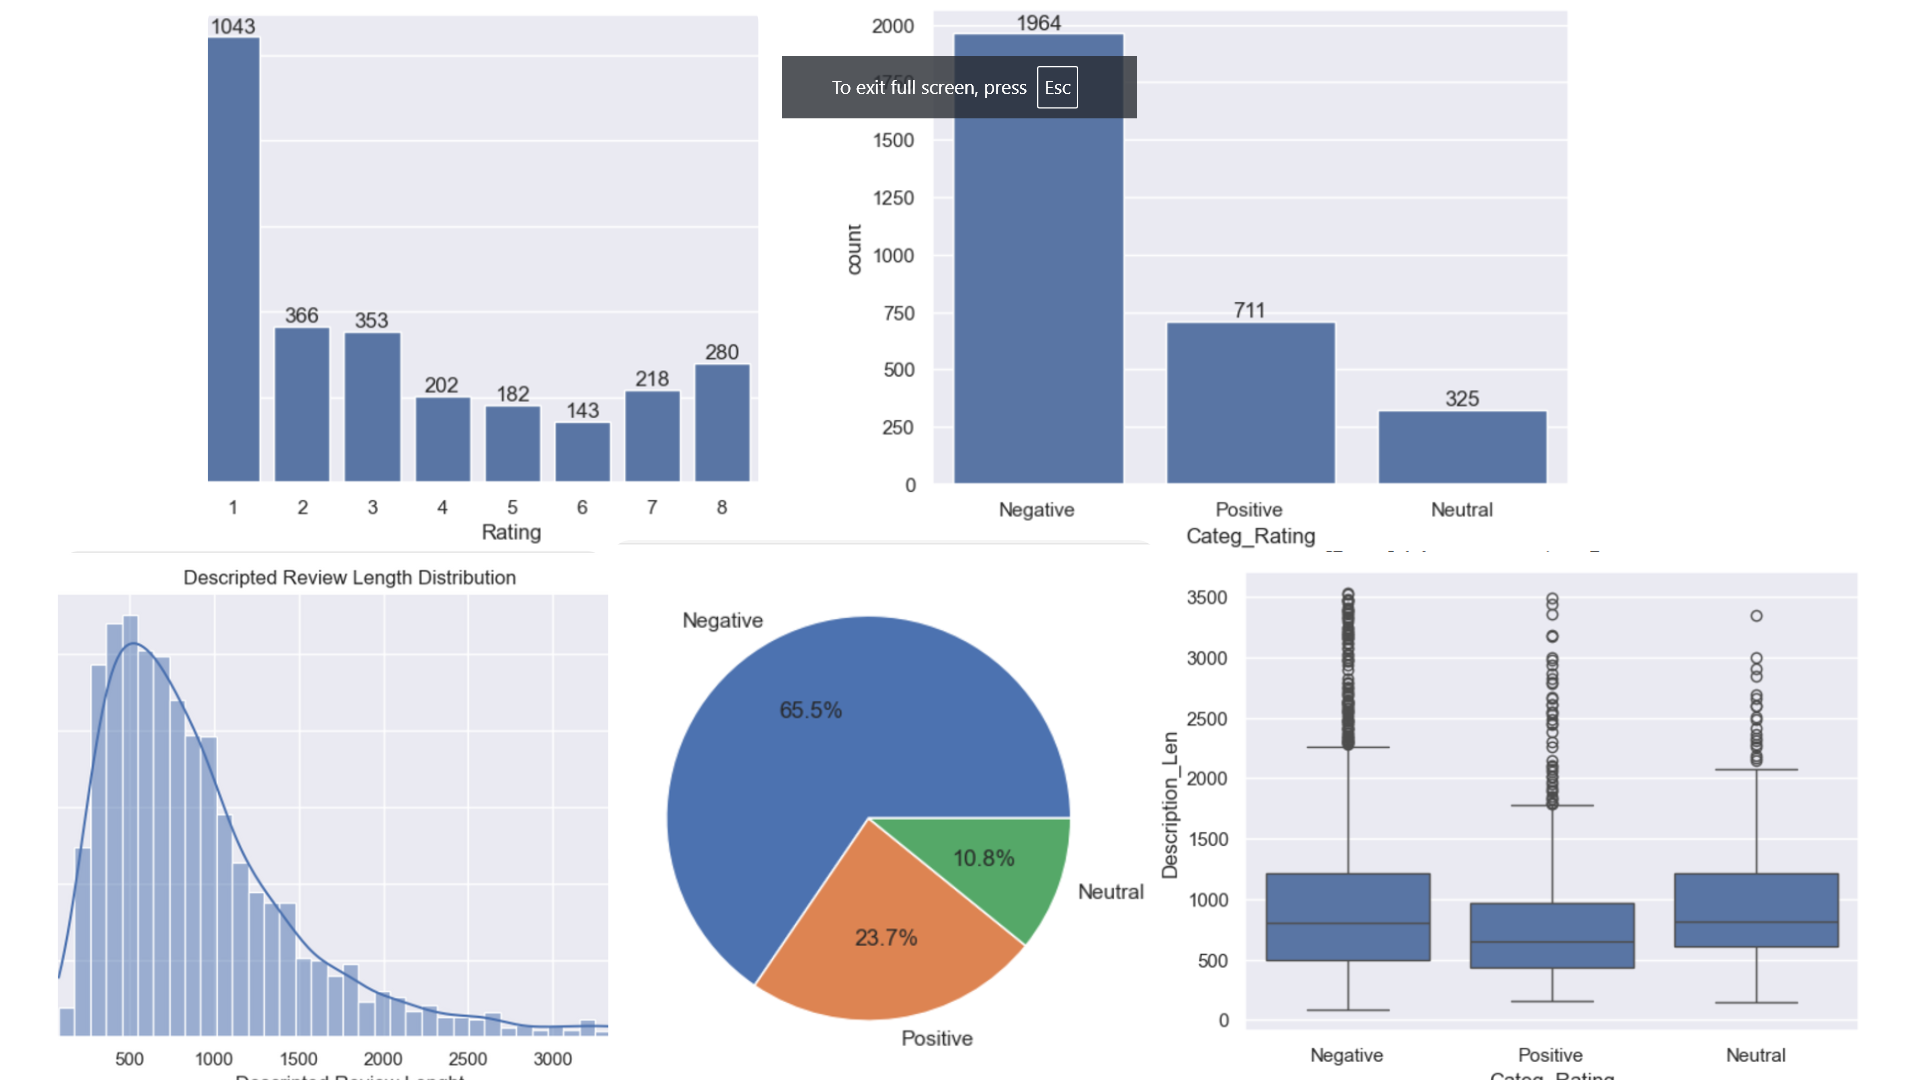 1043
366
353
202
182
143
218
280
1
2
3
4
5
6
7
8
Rating
2000
1500
1250
1000
750
500
250
0
count
1964
711
325
Negative
Positive
Neutral
Categ_Rating
To exit full screen, press Esc
Descripted Review Length Distribution
500
1000
1500
2000
2500
3000
Descripted Review Lenght
Negative
65.5%
10.8%
Neutral
23.7%
Positive
3500
3000
2500
2000
1500
1000
500
0
Description_Len
Negative
Positive
Neutral
Categ_Rating